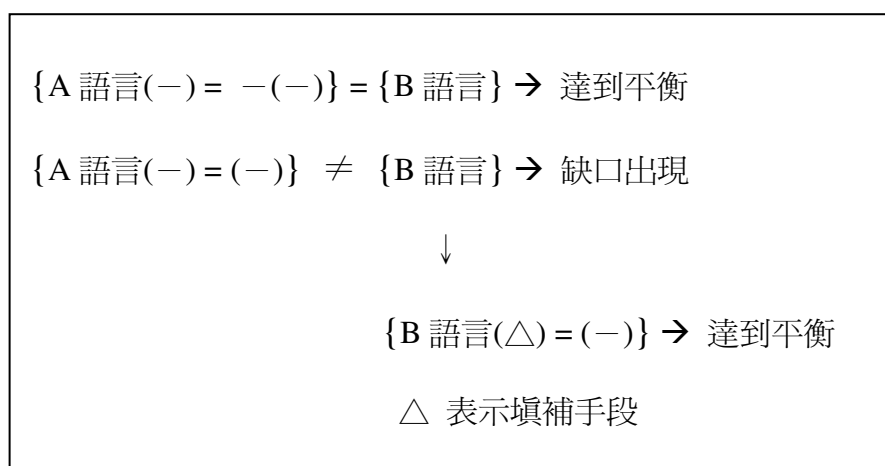 {A 語言(－) = －(－)} = {B 語言} → 達到平衡
{A 語言(－) = (－)} ≠ {B 語言} → 缺口出現
↓
{B 語言(△) = (－)} → 達到平衡
△ 表示填補手段